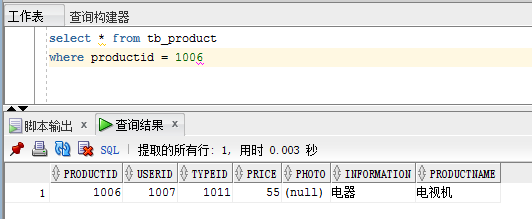 工作表 查询构建器
select * from tb_product
where productid = 1006
脚本输出 × 查询结果 ×
SQL | 提取的所有行: 1, 用时 0.003 秒
PRODUCTID USERID TYPEID PRICE PHOTO INFORMATION PRODUCTNAME
1 1006 1007 1011 55 (null) 电器 电视机